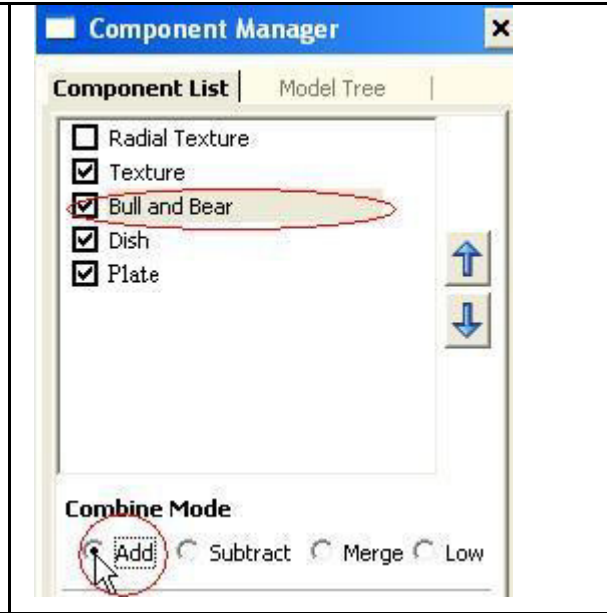 Component Manager
Component List Model Tree
Radial Texture
Texture
Bull and Bear
Dish
Plate
Combine Mode
Add Subtract Merge Low